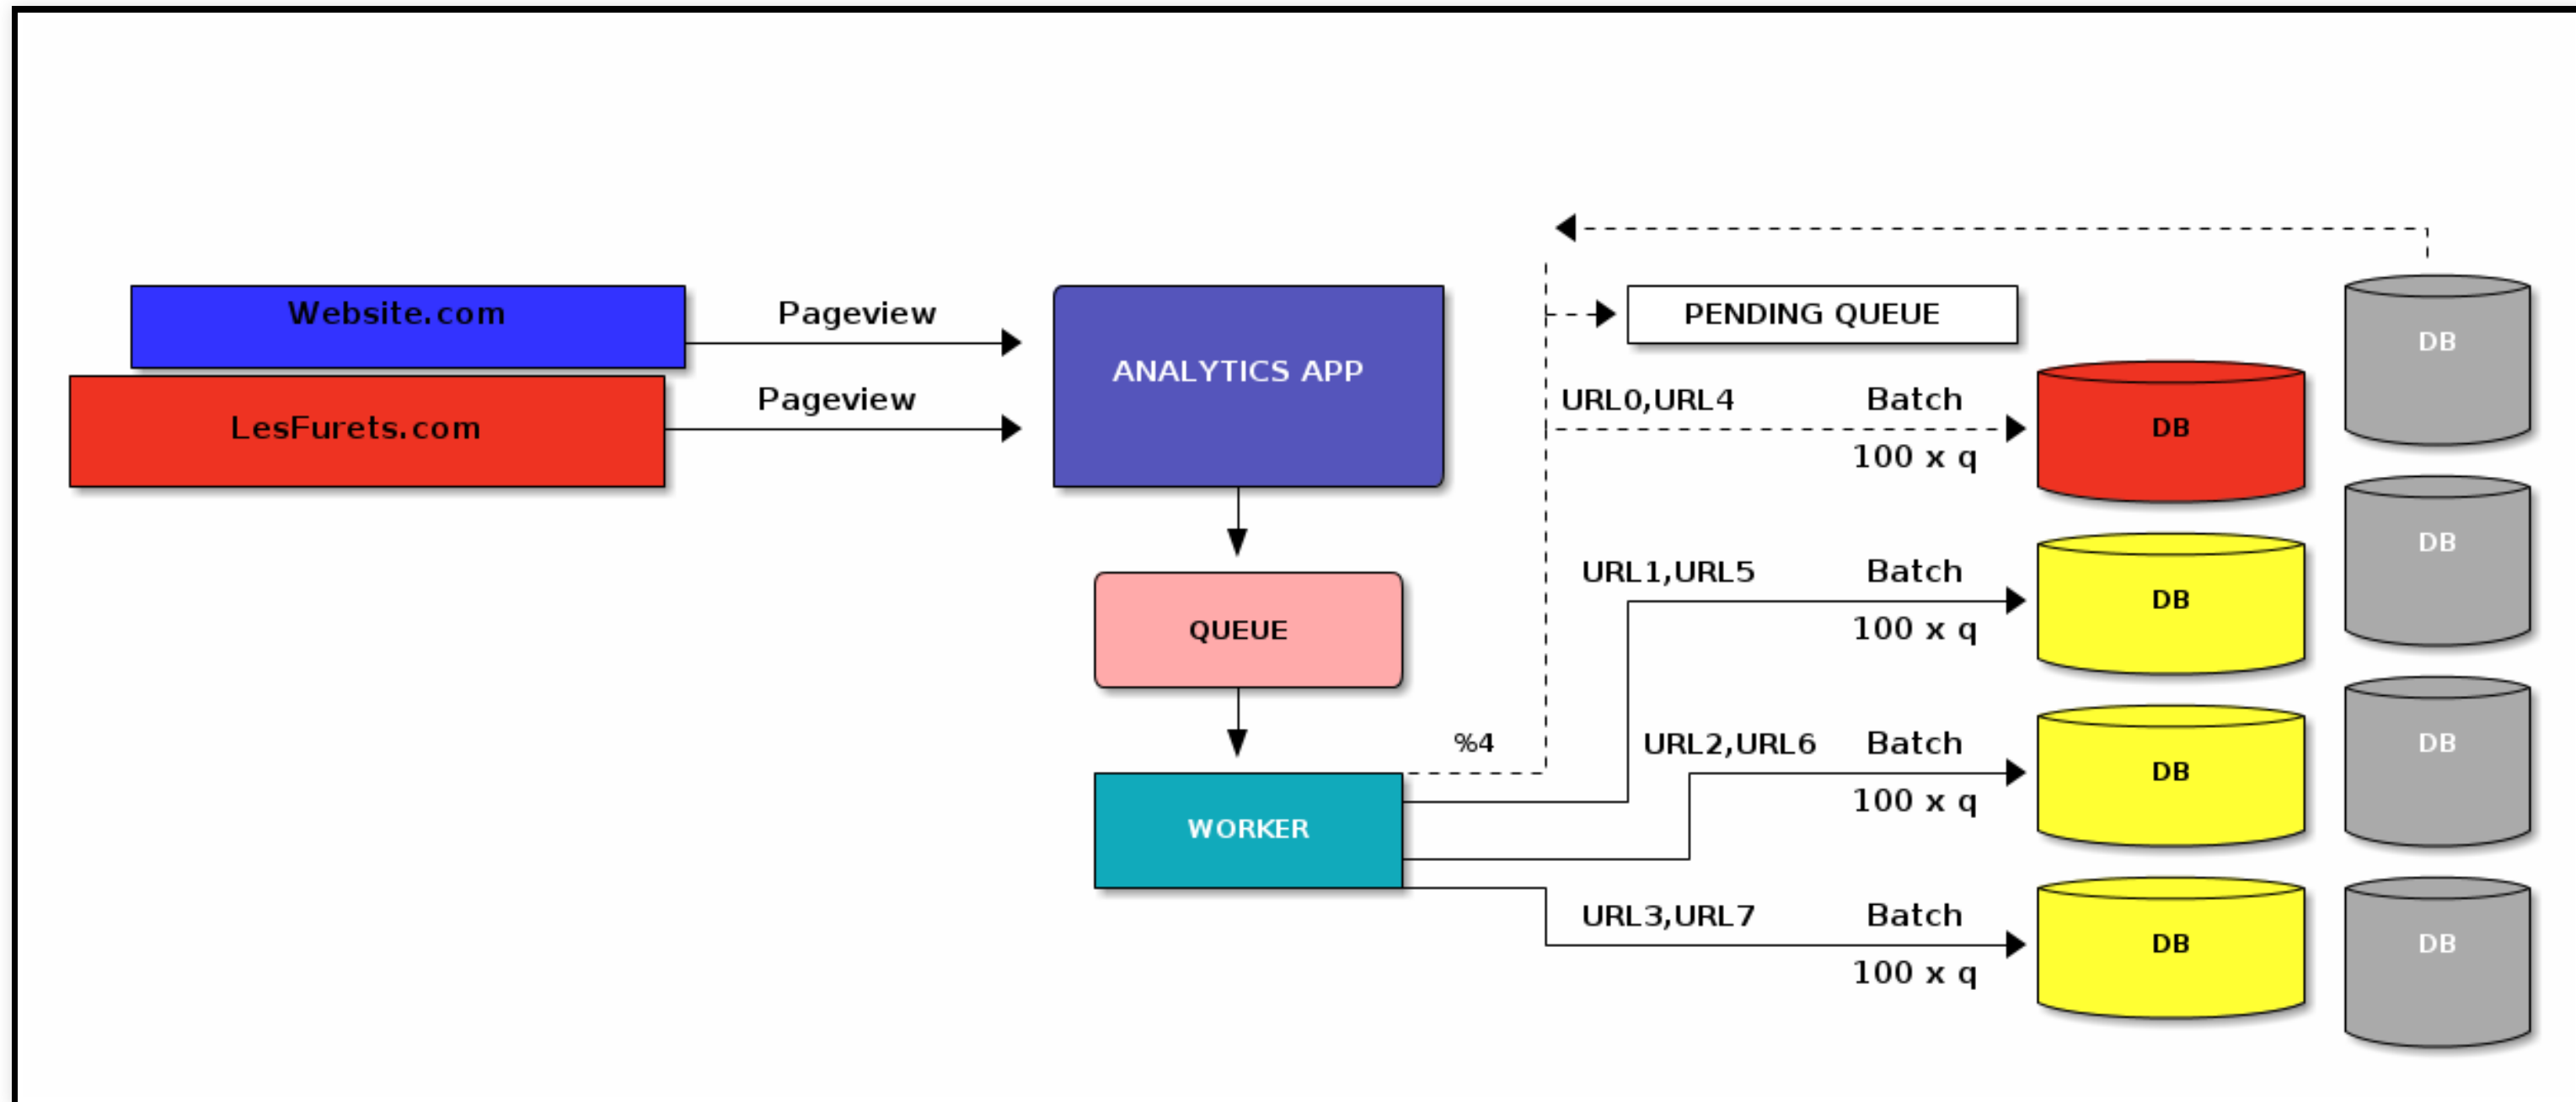 Website.com
Pageview
LesFurets.com
Pageview
ANALYTICS APP
QUEUE
WORKER
%4
PENDING QUEUE
URL0,URL4
Batch
100 x q
DB
URL1,URL5
Batch
100 x q
DB
URL2,URL6
Batch
100 x q
DB
URL3,URL7
Batch
100 x q
DB
DB
DB
DB
DB